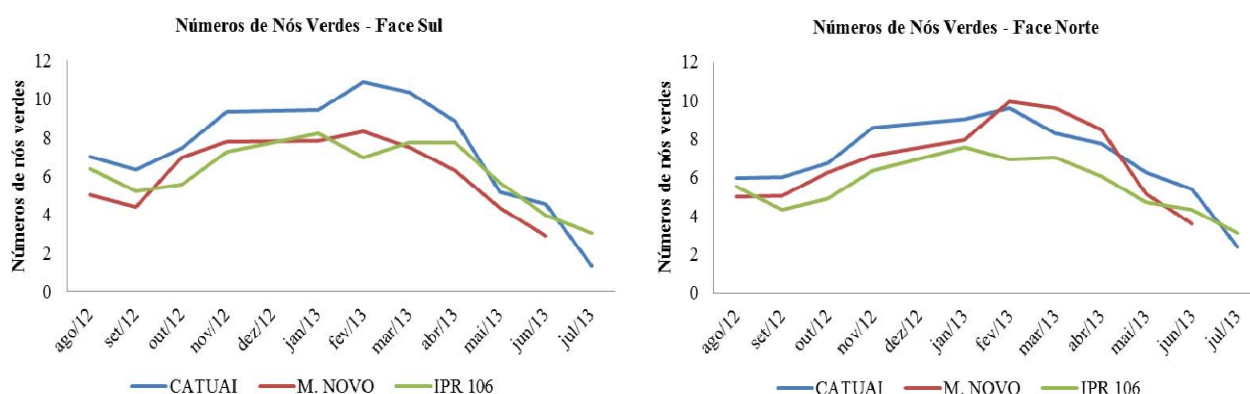 Números de Nós Verdes - Face Sul
Números de nós verdes
12
10
8
6
4
2
0
ago/12 set/12 out/12 nov/12 dez/12 jan/13 fev/13 mar/13 abr/13 mai/13 jun/13 jul/13
CATUAI M. NOVO IPR 106
Números de Nós Verdes - Face Norte
Números de nós verdes
12
10
8
6
4
2
0
ago/12 set/12 out/12 nov/12 dez/12 jan/13 fev/13 mar/13 abr/13 mai/13 jun/13 jul/13
CATUAI M. NOVO IPR 106